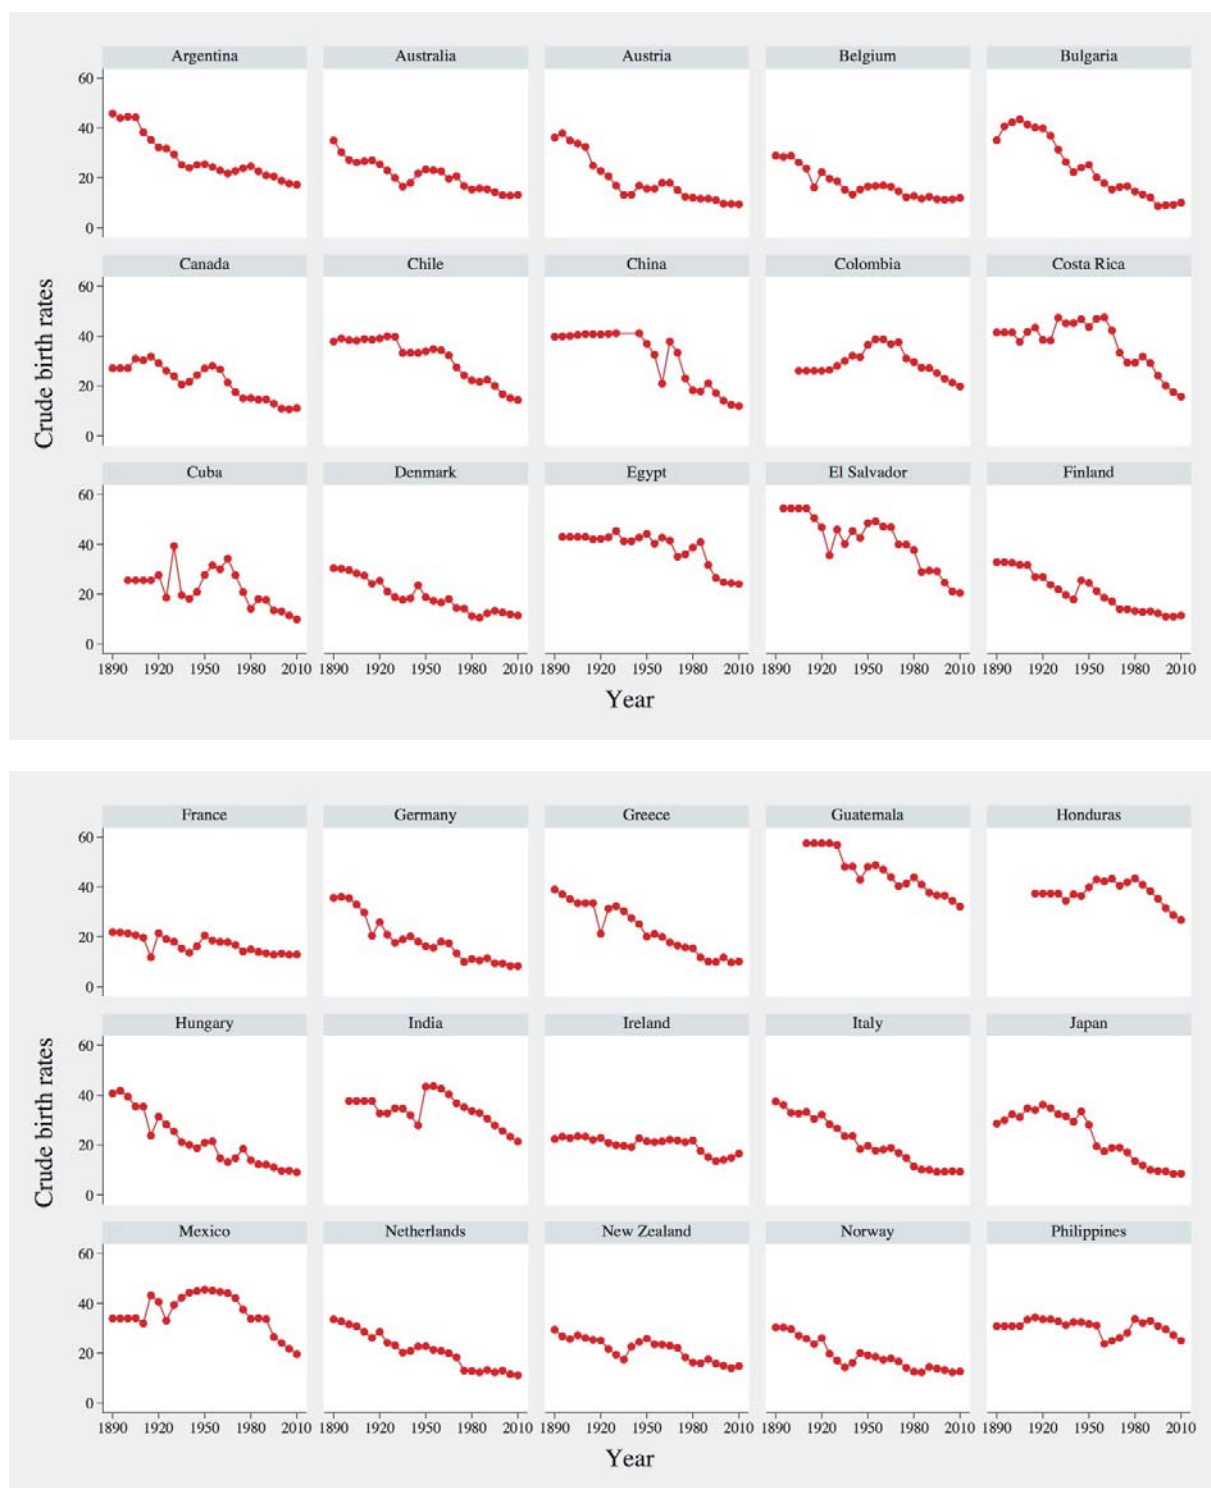 Argentina Australia Austria Belgium Bulgaria
60
40
20
0
Canada Chile China Colombia Costa Rica
60
40
20
0
Crude birth rates
Cuba Denmark Egypt El Salvador Finland
60
40
20
0
1890 1920 1950 1980 2010 1890 1920 1950 1980 2010 1890 1920 1950 1980 2010 1890 1920 1950 1980 2010 1890 1920 1950 1980 2010
Year
France Germany Greece Guatemala Honduras
60
40
20
0
Hungary India Ireland Italy Japan
60
40
20
0
Crude birth rates
Mexico Netherlands New Zealand Norway Philippines
60
40
20
0
1890 1920 1950 1980 2010 1890 1920 1950 1980 2010 1890 1920 1950 1980 2010 1890 1920 1950 1980 2010 1890 1920 1950 1980 2010
Year